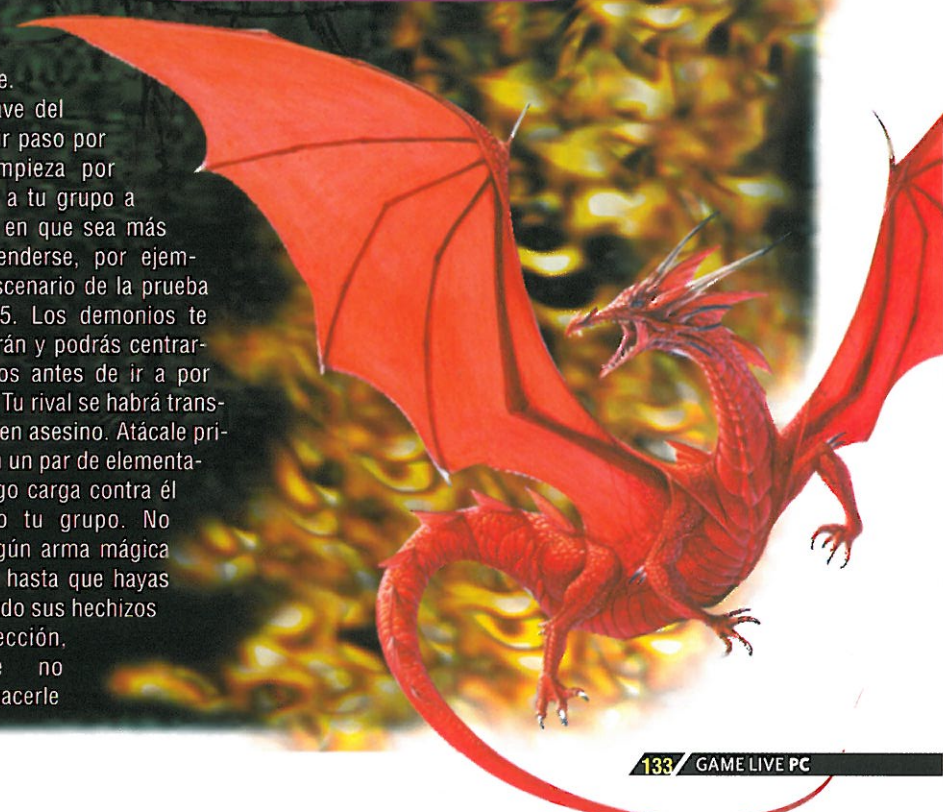 e.
ave del
ir paso por
mpieza por
a tu grupo a
en que sea más
enderse, por ejem-
scenario de la prueba
5. Los demonios te
rán y podrás centrar-
os antes de ir a por
Tu rival se habrá trans-
en asesino. Atácale pri-
n un par de elementa-
go carga contra él
o tu grupo. No
gún arma mágica
hasta que hayas
do sus hechizos
ección,
e no
acerle
133 GAME LIVE PC